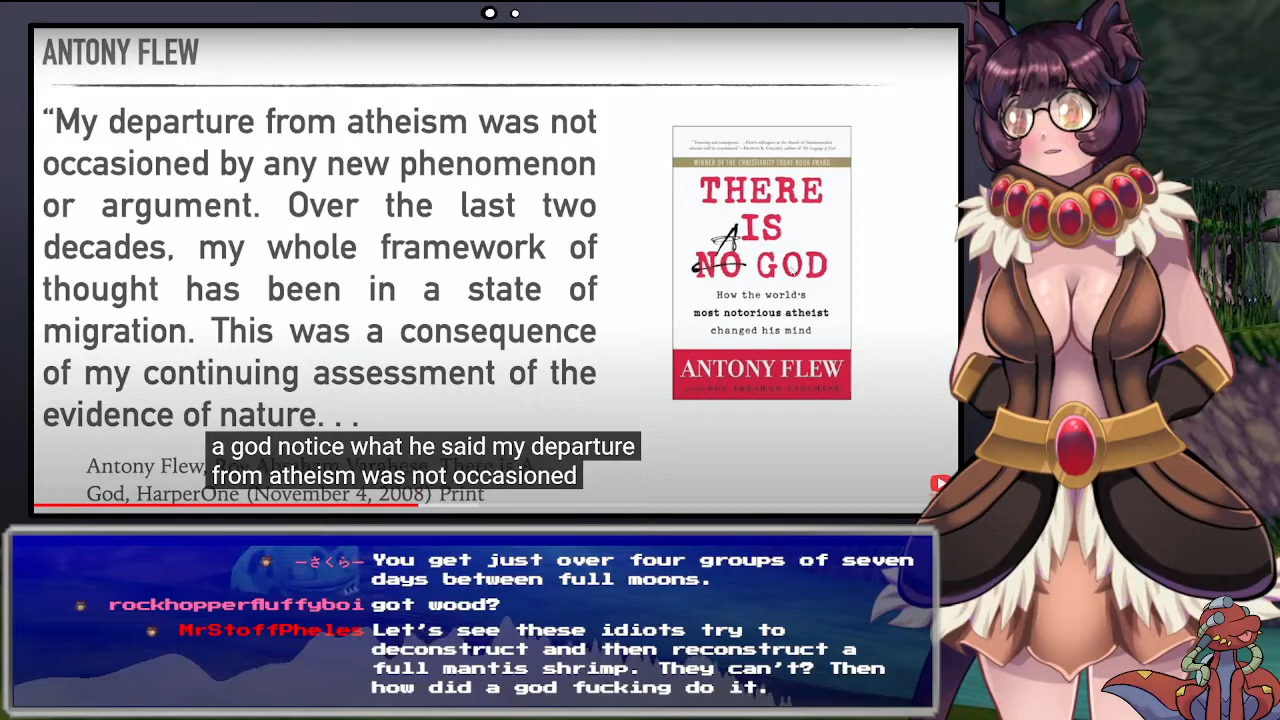 ANTONY FLEW
“My departure from atheism was not
occasioned by any new phenomenon
or argument. Over the last two
decades, my whole framework of
thought has been in a state of
migration. This was a consequence
of my continuing assessment of the
evidence of nature. . .
WINNER OF THE CHRISTIANITY TODAY BOOK AWARD
THERE
IS
A
NO GOD
How the world's
most notorious atheist
changed his mind
ANTONY FLEW
a god notice what he said my departure
from atheism was not occasioned
Antony Flew,
God, HarperOne (November 4, 2008) Print
ーさくらー You get just over four groups of seven
days between full moons.
rockhopperfluffyboi got wood?
MrStoffPheles Let's see these idiots try to
deconstruct and then reconstruct a
full mantis shrimp. They can't? Then
how did a god fucking do it.